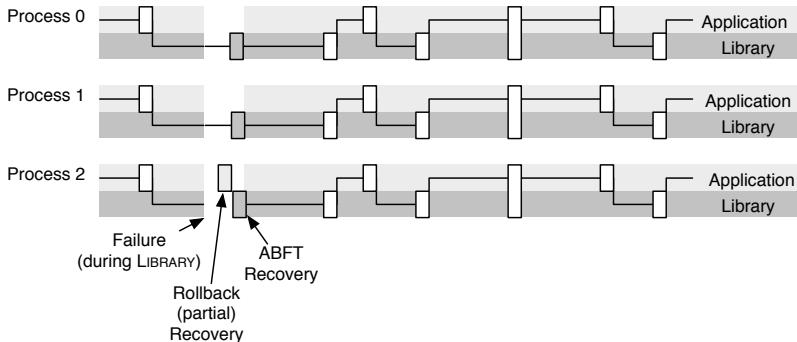 Process 0
Application
Library
Process 1
Application
Library
Process 2
Application
Library
Failure
(during LIBRARY)
ABFT
Recovery
Rollback
(partial)
Recovery